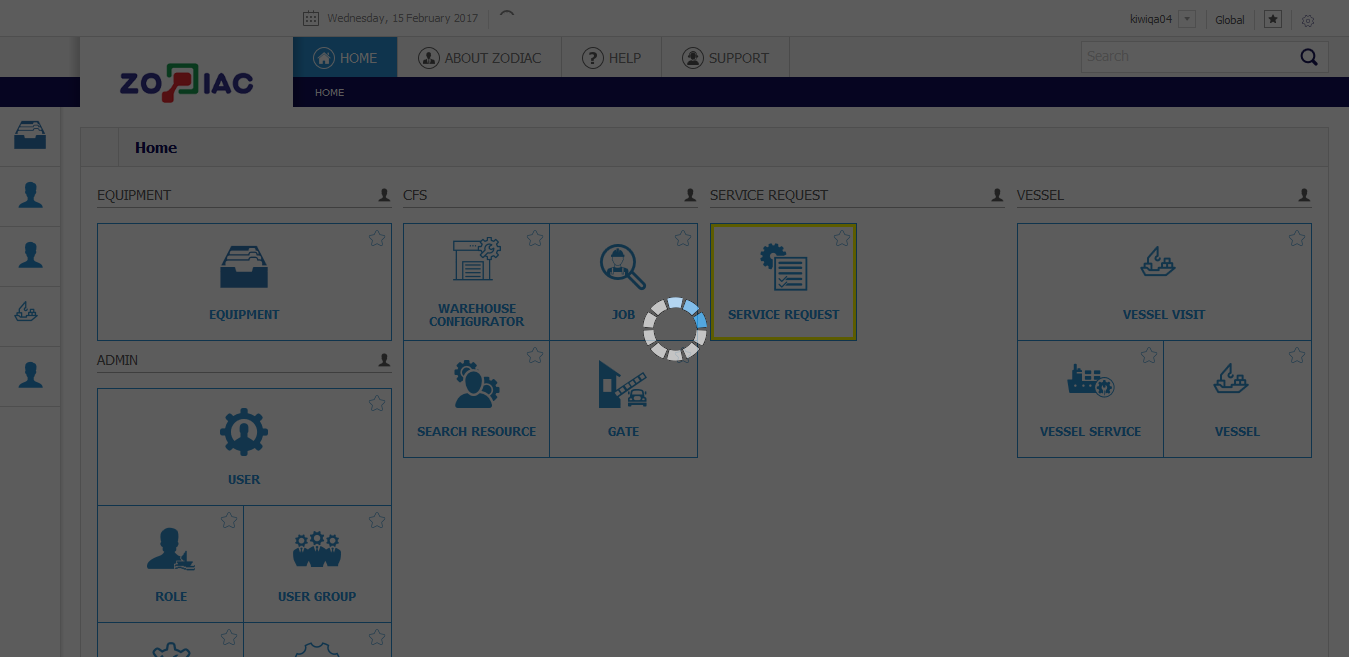 Wednesday, 15 February 2017
kiwiqa04
Global
ZODIAC
HOME
ABOUT ZODIAC
HELP
SUPPORT
Search
HOME
Home
EQUIPMENT
CFS
SERVICE REQUEST
VESSEL
EQUIPMENT
WAREHOUSE
CONFIGURATOR
JOB
SERVICE REQUEST
VESSEL VISIT
ADMIN
SEARCH RESOURCE
GATE
VESSEL SERVICE
VESSEL
USER
ROLE
USER GROUP